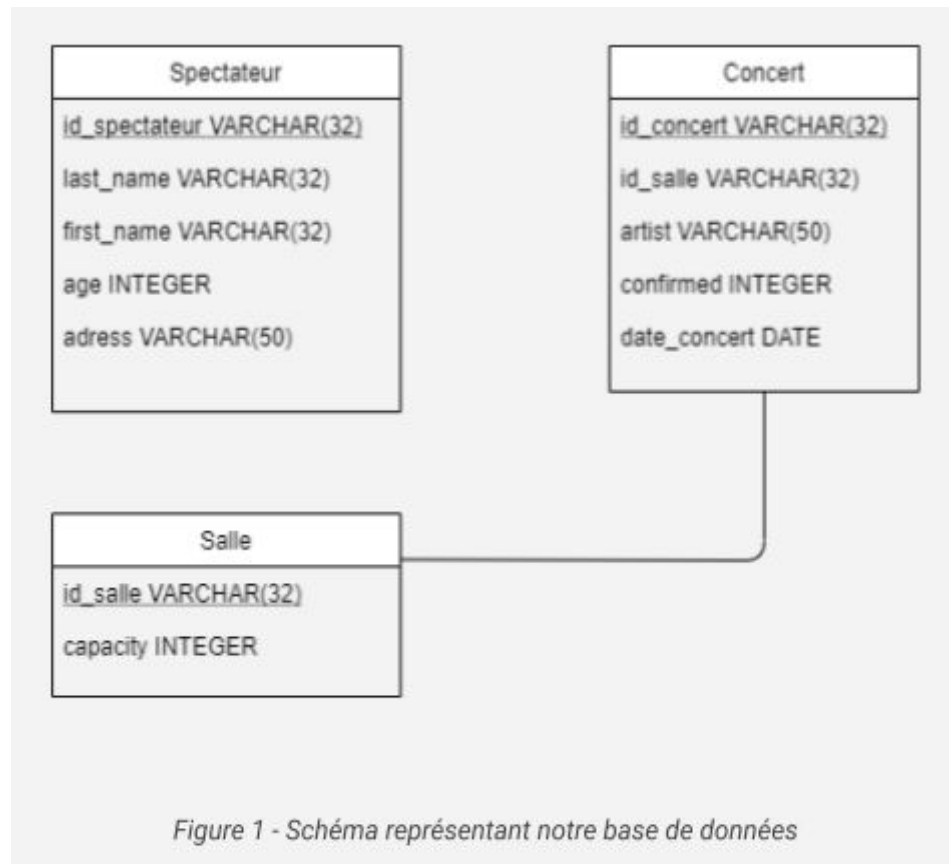 Spectateur
id_spectateur VARCHAR(32)
last_name VARCHAR(32)
first_name VARCHAR(32)
age INTEGER
adress VARCHAR(50)
Concert
id_concert VARCHAR(32)
id_salle VARCHAR(32)
artist VARCHAR(50)
confirmed INTEGER
date_concert DATE
Salle
id_salle VARCHAR(32)
capacity INTEGER
Figure 1 - Schéma représentant notre base de données